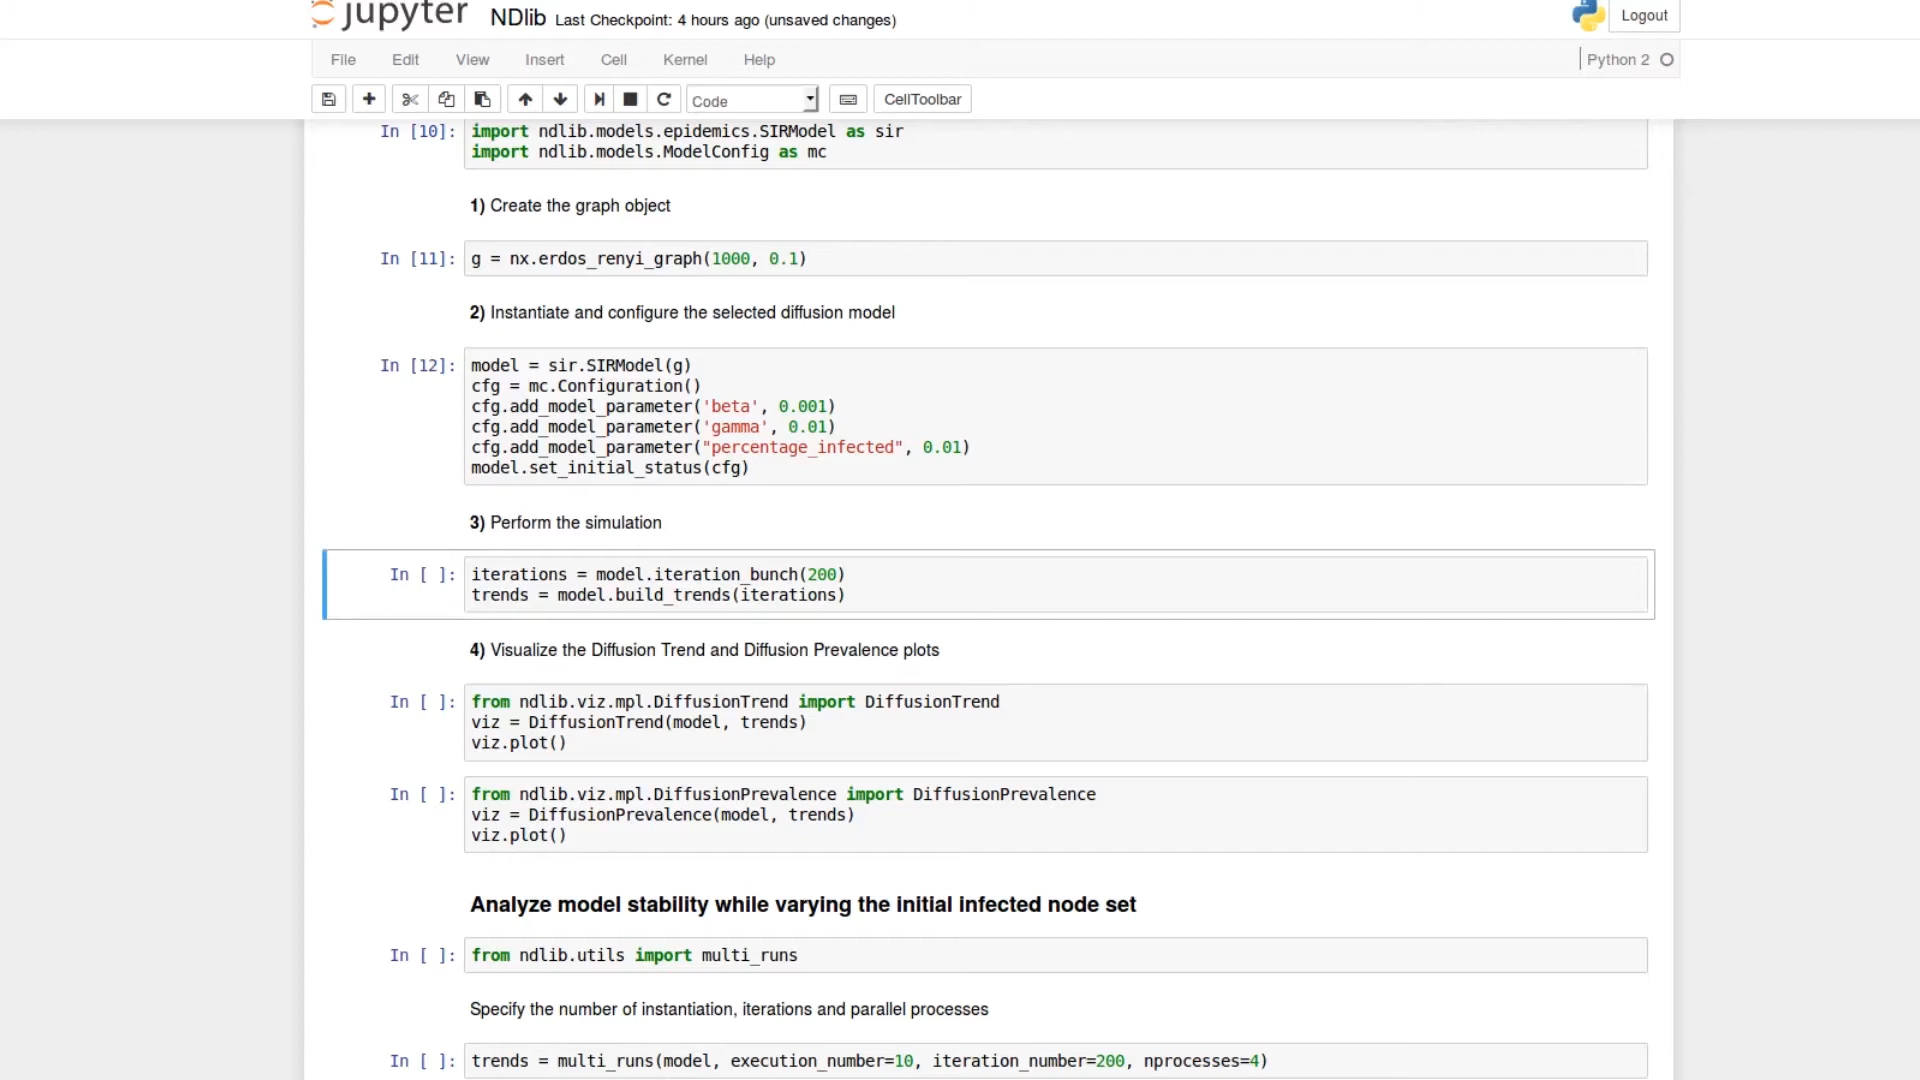 jupyter NDlib Last Checkpoint: 4 hours ago (unsaved changes) Logout
File Edit View Insert Cell Kernel Help Python 2
Code CellToolbar
In [10]: import ndlib.models.epidemics.SIRModel as sir
import ndlib.models.ModelConfig as mc
1) Create the graph object
In [11]: g = nx.erdos_renyi_graph(1000, 0.1)
2) Instantiate and configure the selected diffusion model
In [12]: model = sir.SIRModel(g)
cfg = mc.Configuration()
cfg.add_model_parameter('beta', 0.001)
cfg.add_model_parameter('gamma', 0.01)
cfg.add_model_parameter("percentage_infected", 0.01)
model.set_initial_status(cfg)
3) Perform the simulation
In [ ]: iterations = model.iteration_bunch(200)
trends = model.build_trends(iterations)
4) Visualize the Diffusion Trend and Diffusion Prevalence plots
In [ ]: from ndlib.viz.mpl.DiffusionTrend import DiffusionTrend
viz = DiffusionTrend(model, trends)
viz.plot()
In [ ]: from ndlib.viz.mpl.DiffusionPrevalence import DiffusionPrevalence
viz = DiffusionPrevalence(model, trends)
viz.plot()
Analyze model stability while varying the initial infected node set
In [ ]: from ndlib.utils import multi_runs
Specify the number of instantiation, iterations and parallel processes
In [ ]: trends = multi_runs(model, execution_number=10, iteration_number=200, nprocesses=4)